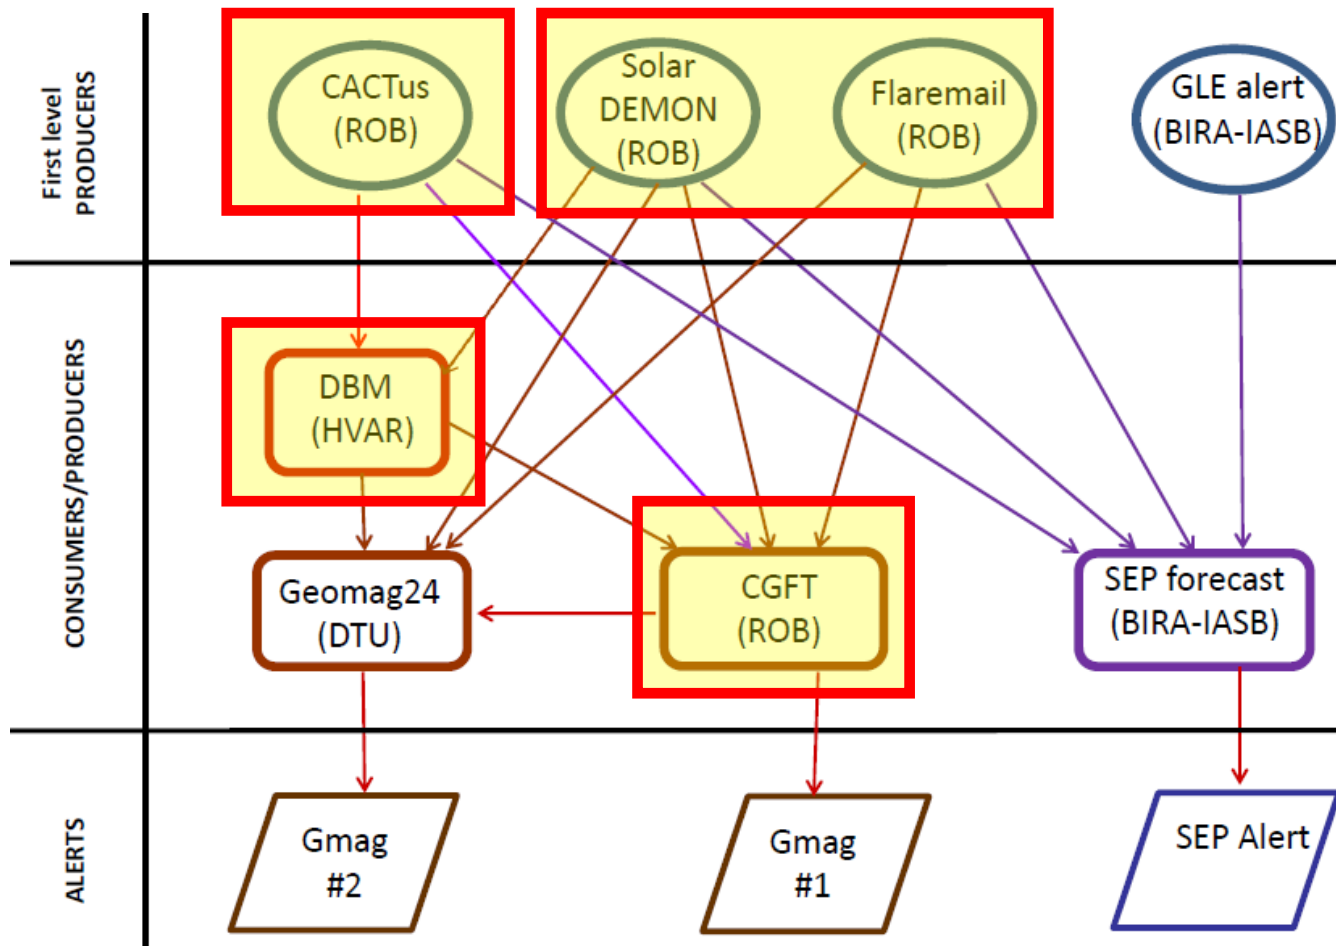 First level
PRODUCERS
CACTus
(ROB)
Solar
DEMON
(ROB)
Flaremail
(ROB)
GLE alert
(BIRA-IASB)
CONSUMERS/PRODUCERS
DBM
(HVAR)
Geomag24
(DTU)
CGFT
(ROB)
SEP forecast
(BIRA-IASB)
ALERTS
Gmag
#2
Gmag
#1
SEP Alert